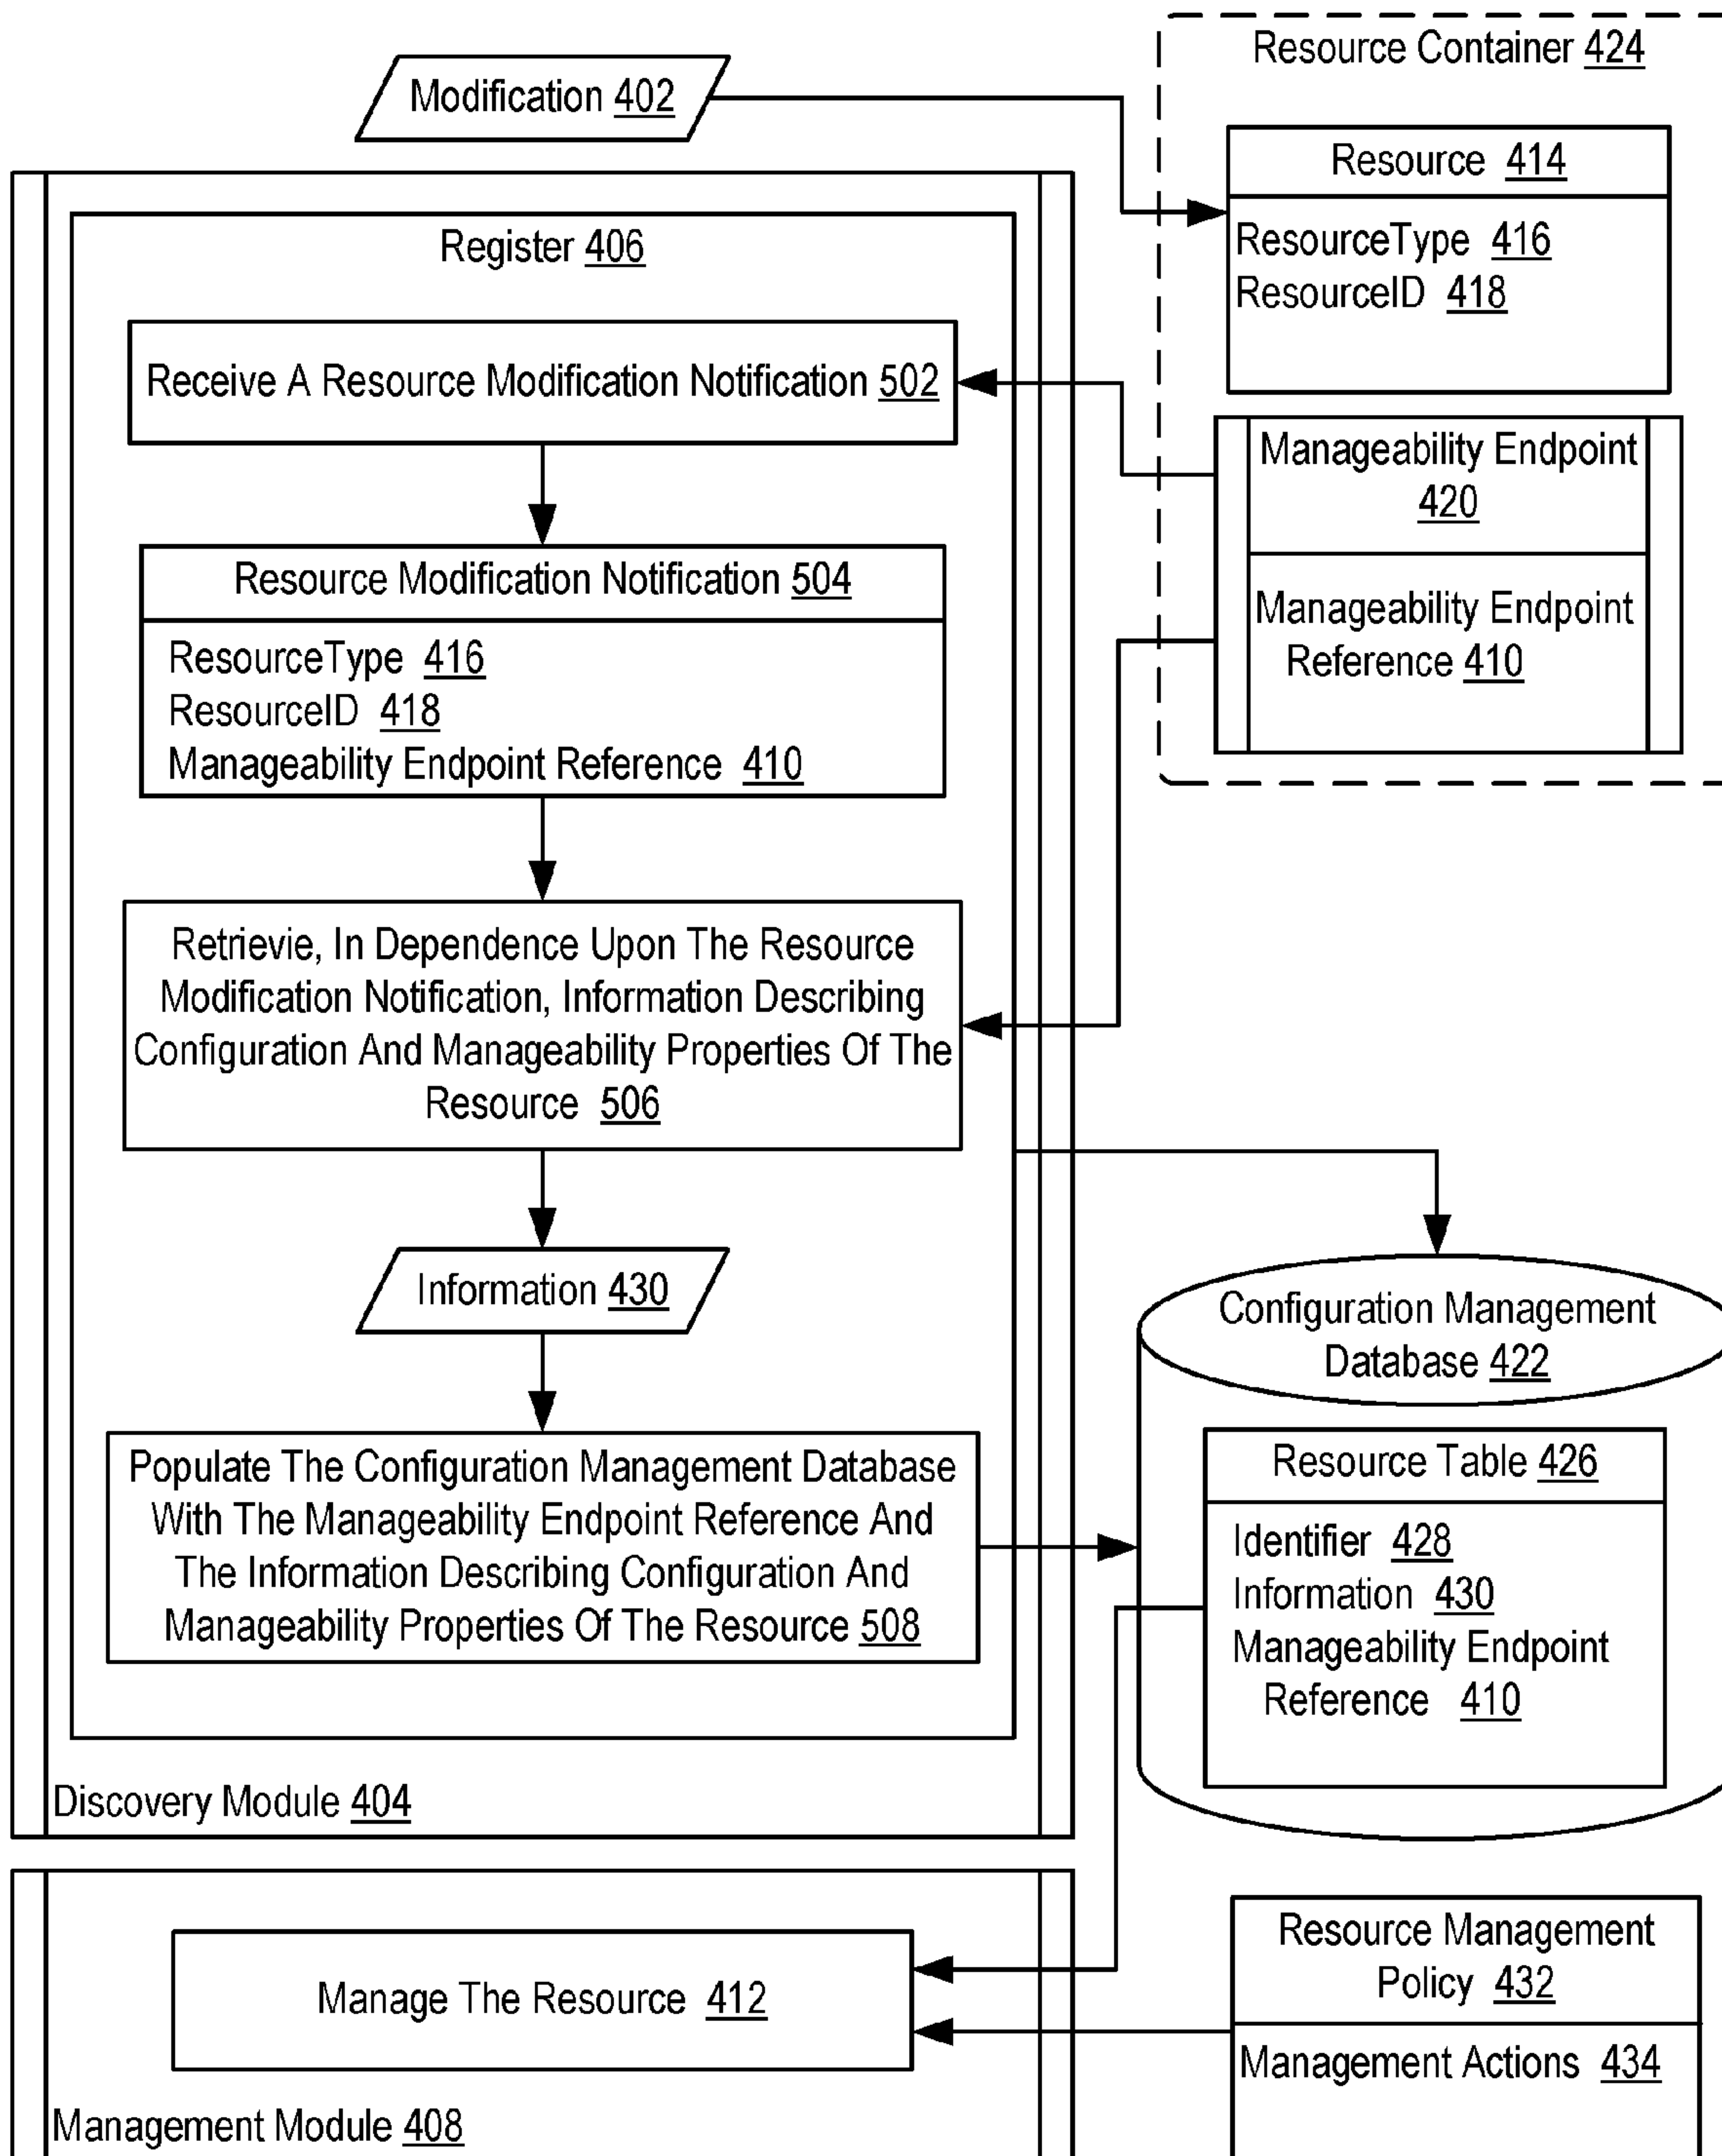 Resource Container 424
Modification 402
Resource 414
ResourceType 416
ResourceID 418
Register 406
Receive A Resource Modification Notification 502
Manageability Endpoint
420
Manageability Endpoint
Reference 410
Resource Modification Notification 504
ResourceType 416
ResourceID 418
Manageability Endpoint Reference 410
Retrievie, In Dependence Upon The Resource
Modification Notification, Information Describing
Configuration And Manageability Properties Of The
Resource 506
Information 430
Configuration Management
Database 422
Populate The Configuration Management Database
With The Manageability Endpoint Reference And
The Information Describing Configuration And
Manageability Properties Of The Resource 508
Resource Table 426
Identifier 428
Information 430
Manageability Endpoint
Reference 410
Discovery Module 404
Manage The Resource 412
Resource Management
Policy 432
Management Actions 434
Management Module 408